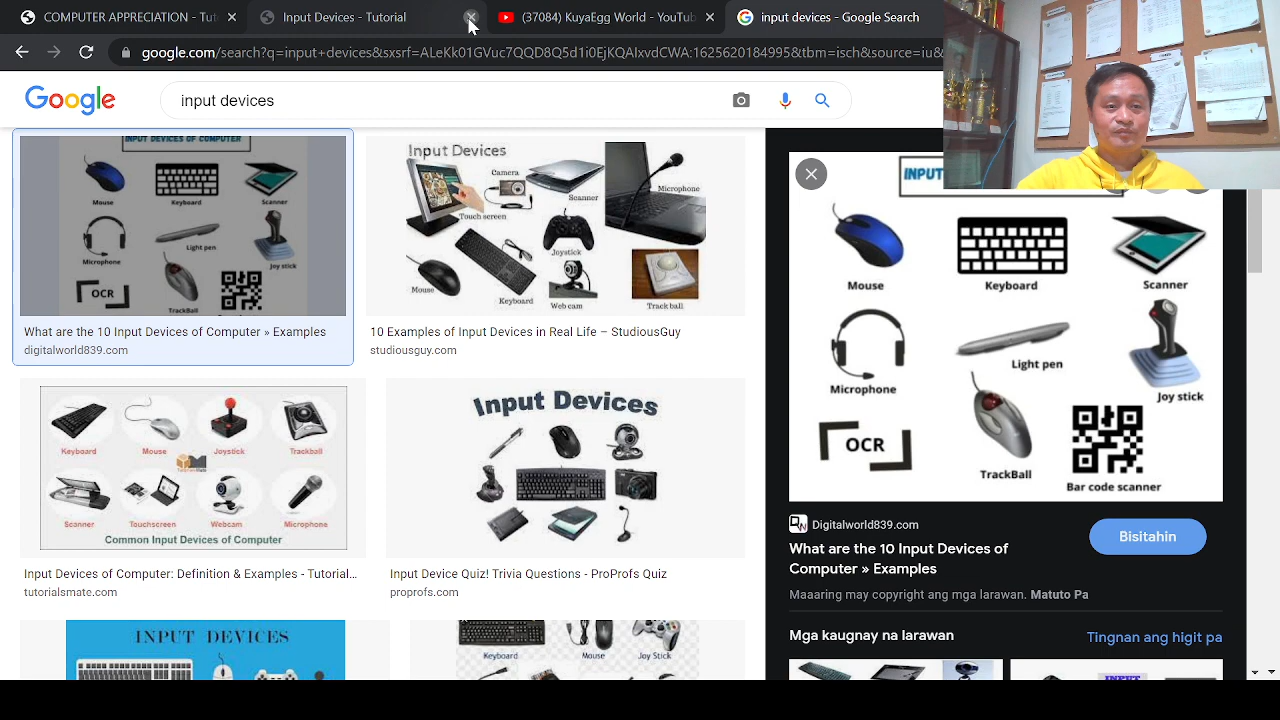 COMPUTER APPRECIATION - Tut
Input Devices - Tutorial
(37084) KuyaEgg World - YouTub
input devices - Google Search
google.com/search?q=input+devices&sxsrf=ALeKk01GVuc7QQD8Q5d1i0EjKQAIxvdCWA:1625620184995&tbm=isch&source=iu&
Google
input devices
INPUT DEVICES OF COMPUTER
Mouse
Keyboard
Scanner
Microphone
Light pen
Joy stick
OCR
TrackBall
What are the 10 Input Devices of Computer » Examples
digitalworld839.com
Input Devices
Camera
Scanner
Microphone
Touch screen
Joystick
Mouse
Keyboard
Web cam
Track ball
10 Examples of Input Devices in Real Life – StudiousGuy
studiousguy.com
Keyboard
Mouse
Joystick
Trackball
Scanner
Touchscreen
Webcam
Microphone
Common Input Devices of Computer
Input Devices of Computer: Definition & Examples - Tutorial...
tutorialsmate.com
Input Devices
Input Device Quiz! Trivia Questions - ProProfs Quiz
proprofs.com
INPUT DEVICES
Keyboard
Mouse
Joy Stick
INPU
Mouse
Keyboard
Scanner
Microphone
Light pen
Joy stick
OCR
TrackBall
Bar code scanner
Digitalworld839.com
What are the 10 Input Devices of
Computer » Examples
Bisitahin
Maaaring may copyright ang mga larawan. Matuto Pa
Mga kaugnay na larawan
Tingnan ang higit pa
INPUT